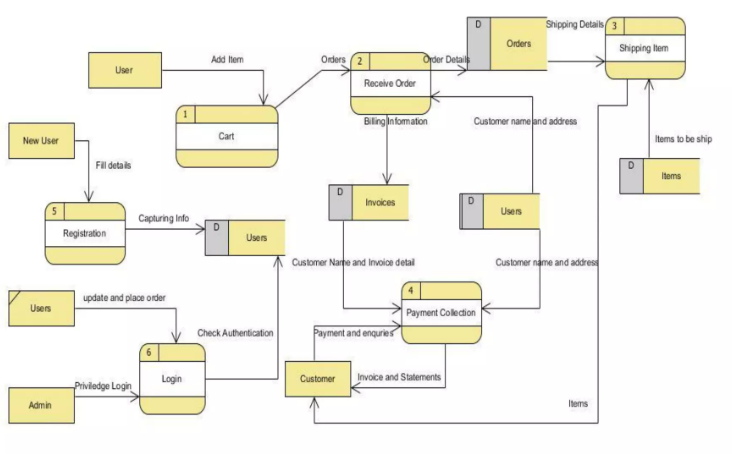 D
Shipping Details
3
Add Item
Orders
2
Order Details
Orders
Shipping Item
User
Receive Order
1
Billing Information
Customer name and address
Cart
New User
Items to be ship
Fill details
D
Items
D
Invoices
D
Users
5
Capturing Info
D
Registration
Users
Customer Name and Invoice detail
Customer name and address
4
update and place order
Users
Payment Collection
Check Authentication
Payment and enquries
6
Login
Customer
Invoice and Statements
Priviledge Login
Admin
Items